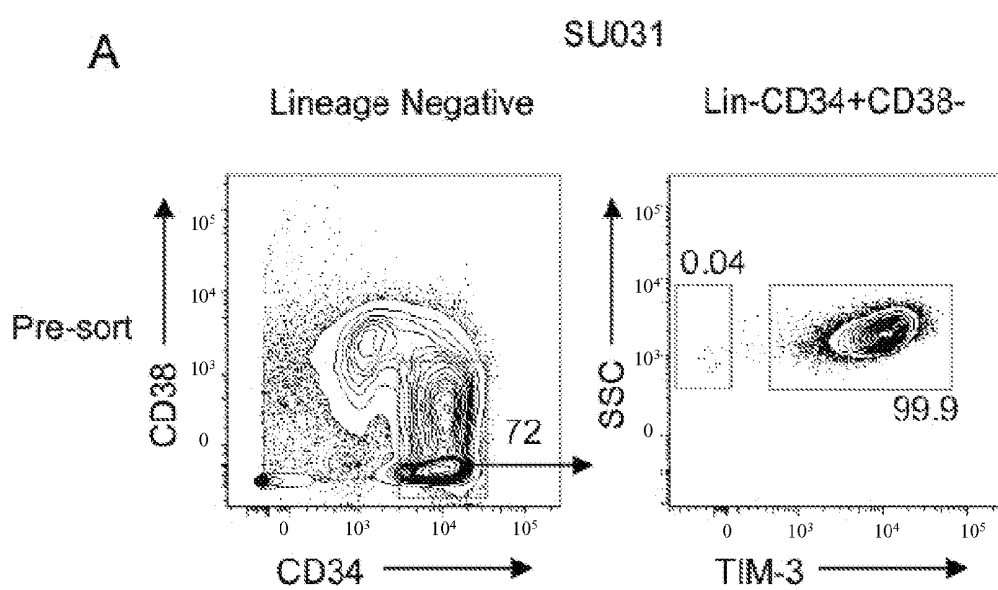 A
SU031
Lineage Negative
Lin-CD34+CD38-
Pre-sort
CD38
10⁵
10⁴
10³
0
72
0
10³
10⁴
10⁵
CD34
SSC
10⁵
10⁴
10³
0
0.04
99.9
0
10³
10⁴
10⁵
TIM-3